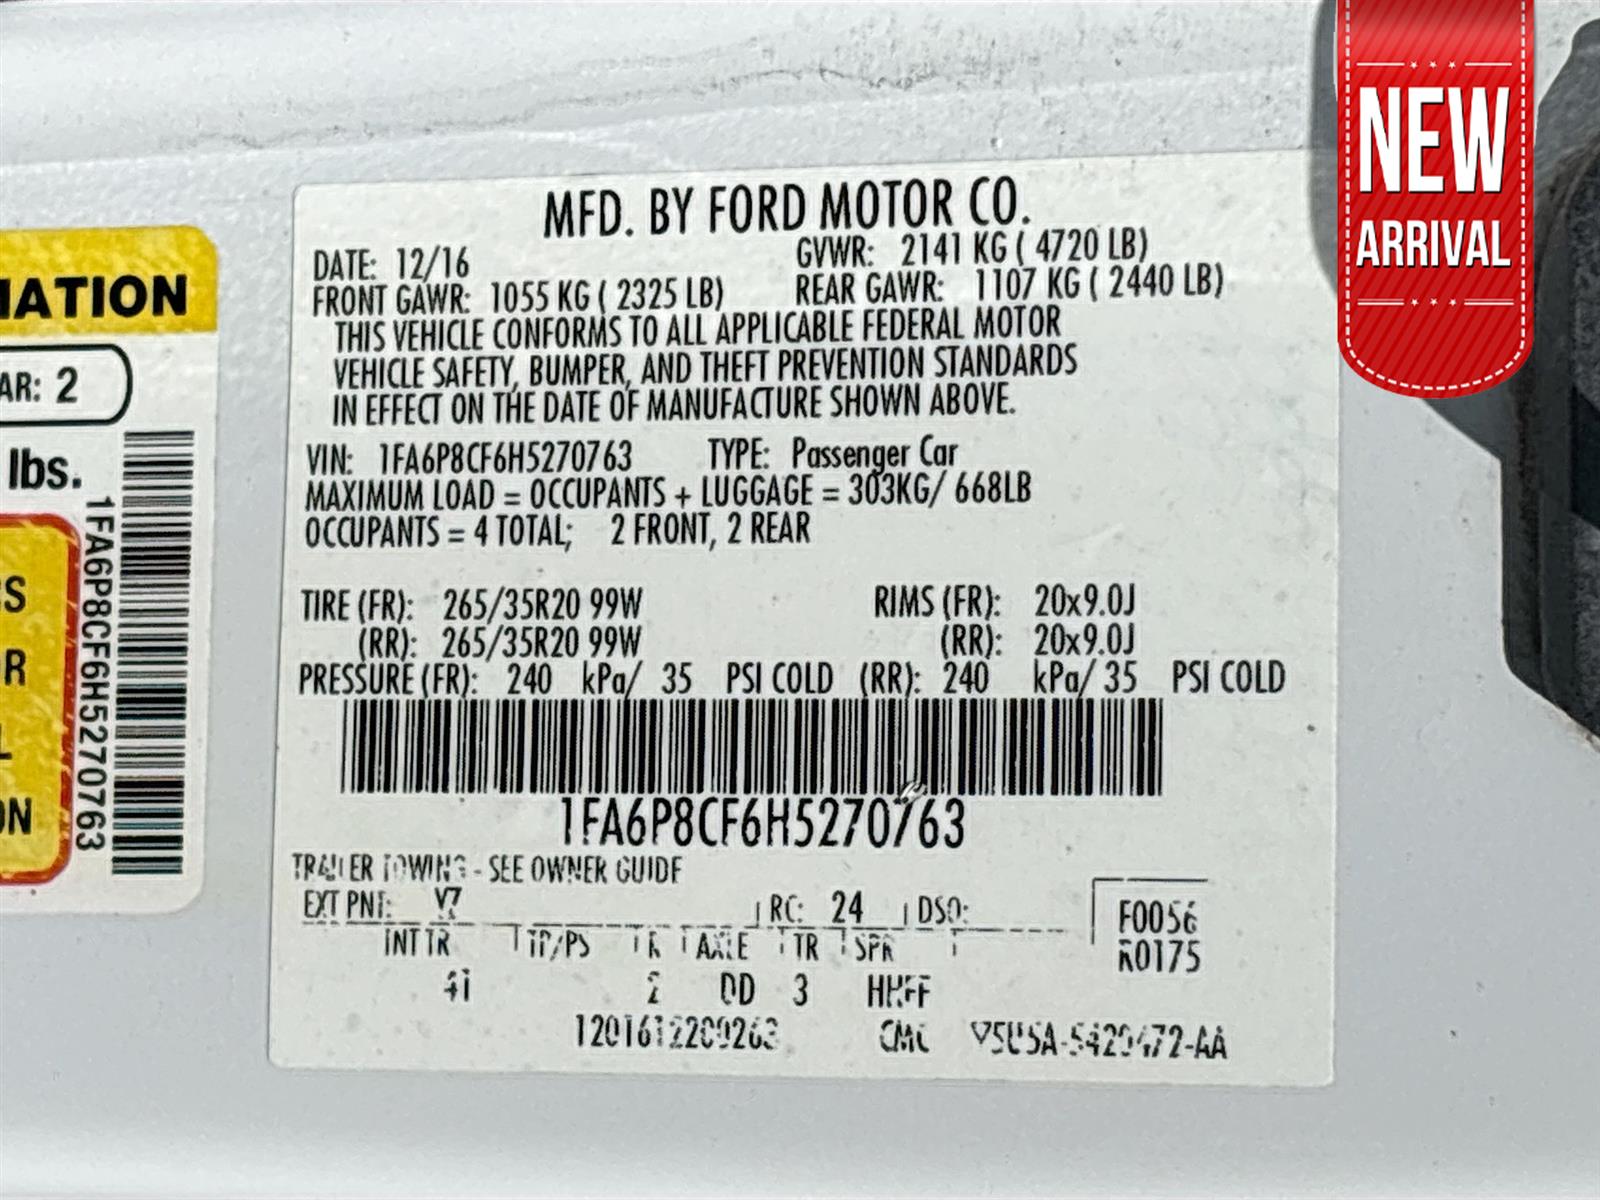 NEW
ARRIVAL
MATION
AR: 2
lbs.
1FA6P8CF6H5270763
MFD. BY FORD MOTOR CO.
DATE: 12/16 GVWR: 2141 KG ( 4720 LB)
FRONT GAWR: 1055 KG ( 2325 LB) REAR GAWR: 1107 KG ( 2440 LB)
THIS VEHICLE CONFORMS TO ALL APPLICABLE FEDERAL MOTOR
VEHICLE SAFETY, BUMPER, AND THEFT PREVENTION STANDARDS
IN EFFECT ON THE DATE OF MANUFACTURE SHOWN ABOVE.
VIN: 1FA6P8CF6H5270763 TYPE: Passenger Car
MAXIMUM LOAD = OCCUPANTS + LUGGAGE = 303KG/ 668LB
OCCUPANTS = 4 TOTAL; 2 FRONT, 2 REAR
TIRE (FR): 265/35R20 99W RIMS (FR): 20x9.0J
(RR): 265/35R20 99W (RR): 20x9.0J
PRESSURE (FR): 240 kPa/ 35 PSI COLD (RR): 240 kPa/ 35 PSI COLD
1FA6P8CF6H5270763
TRAILER TOWING - SEE OWNER GUIDE
EXT PNT: RC: 24 DSO:
F0056
INT TR TP/PS R AXLE TR SPR
R0175
DD 3 HHFF